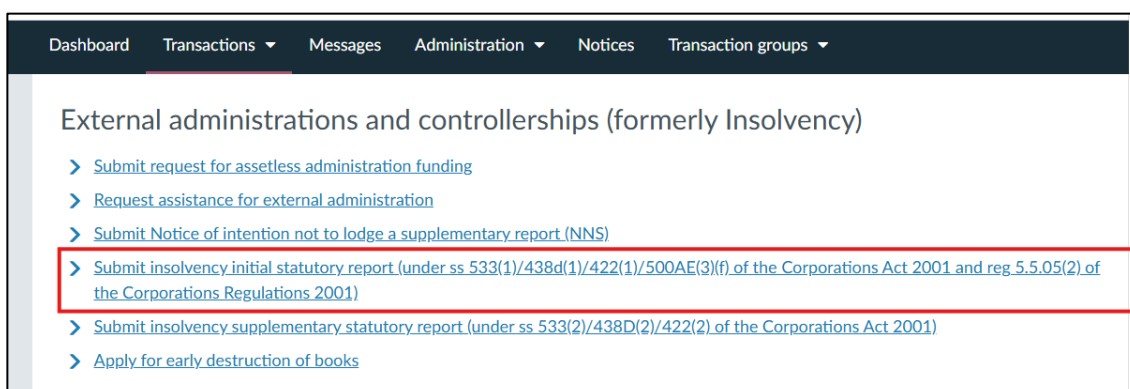 Dashboard Transactions Messages Administration Notices Transaction groups
External administrations and controllerships (formerly Insolvency)
Submit request for assetless administration funding
Request assistance for external administration
Submit Notice of intention not to lodge a supplementary report (NNS)
Submit insolvency initial statutory report (under ss 533(1)/438d(1)/422(1)/500AE(3)(f) of the Corporations Act 2001 and reg 5.5.05(2) of
the Corporations Regulations 2001)
Submit insolvency supplementary statutory report (under ss 533(2)/438D(2)/422(2) of the Corporations Act 2001)
Apply for early destruction of books